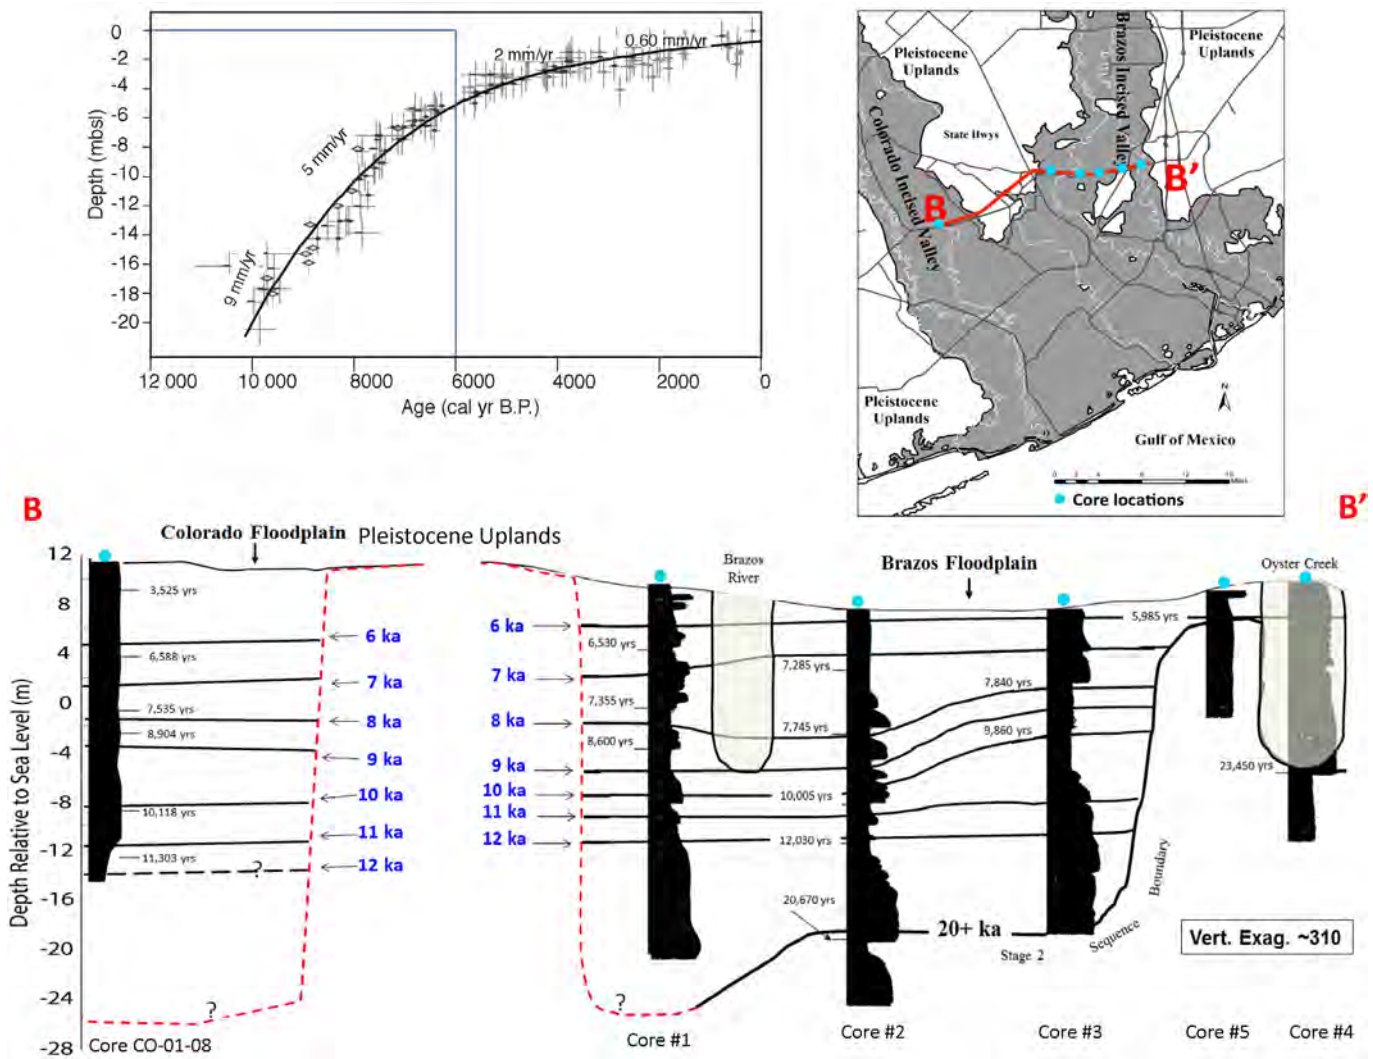 0
-2
-4
-6
-8
-10
-12
-14
-16
-18
-20
Depth (mbsl)
9 mm/yr
5 mm/yr
2 mm/yr
0.60 mm/yr
12 000
10 000
8000
6000
4000
2000
0
Age (cal yr B.P.)
Pleistocene
Uplands
Brazos Incised Valley
Pleistocene
Uplands
State Hwys
Colorado Incised Valley
B
B'
Pleistocene
Uplands
N
Gulf of Mexico
Core locations
B
B'
Colorado Floodplain
Pleistocene Uplands
Brazos
River
Brazos Floodplain
Oyster Creek
Depth Relative to Sea Level (m)
12
8
4
0
-4
-8
-12
-16
-20
-24
-28
3,525 yrs
6,588 yrs
7,535 yrs
8,904 yrs
10,118 yrs
11,303 yrs
?
?
6 ka
7 ka
8 ka
9 ka
10 ka
11 ka
12 ka
6 ka
7 ka
8 ka
9 ka
10 ka
11 ka
12 ka
6,530 yrs
7,355 yrs
8,600 yrs
?
7,285 yrs
7,745 yrs
10,005 yrs
12,030 yrs
20,670 yrs
7,840 yrs
9,860 yrs
5,985 yrs
23,450 yrs
20+ ka
Stage 2
Sequence Boundary
Vert. Exag. ~310
Core CO-01-08
Core #1
Core #2
Core #3
Core #5
Core #4